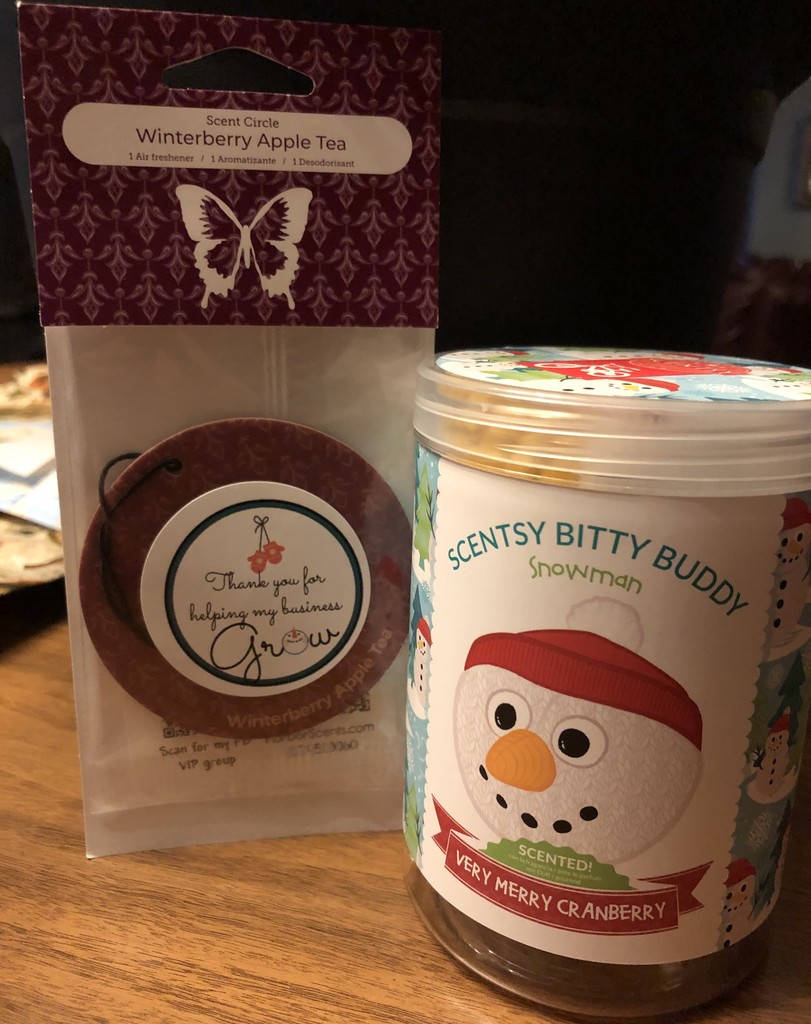 Scent Circle
Winterberry Apple Tea
1 Air freshener / 1 Aromatizante / 1 Desodorisant
Thank you for
helping my business
Grow
Winterberry Apple Tea
Scan for my
VIP group
SCENTSY BITTY BUDDY
Snowman
SCENTED!
VERY MERRY CRANBERRY